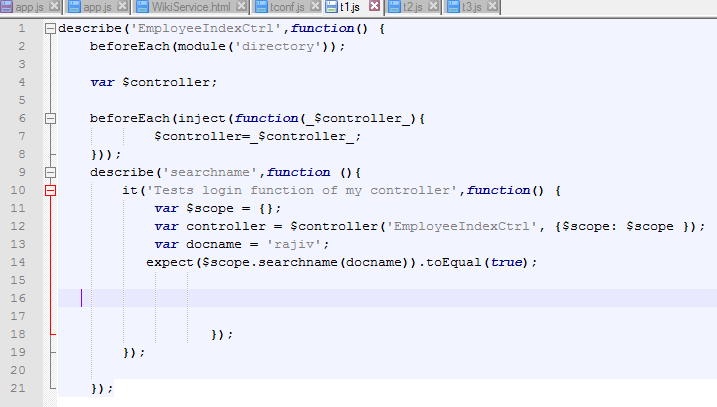 app.js app.js WikiService.html tconf.js t1.js t2.js t3.js
1 describe('EmployeeIndexCtrl',function() {
2 beforeEach(module('directory'));
3
4 var $controller;
5
6 beforeEach(inject(function(_$controller_){
7 $controller=_$controller_;
8 }));
9 describe('searchname',function (){
10 it('Tests login function of my controller',function() {
11 var $scope = {};
12 var controller = $controller('EmployeeIndexCtrl', {$scope: $scope });
13 var docname = 'rajiv';
14 expect($scope.searchname(docname)).toEqual(true);
15
16
17
18 });
19 });
20
21 });